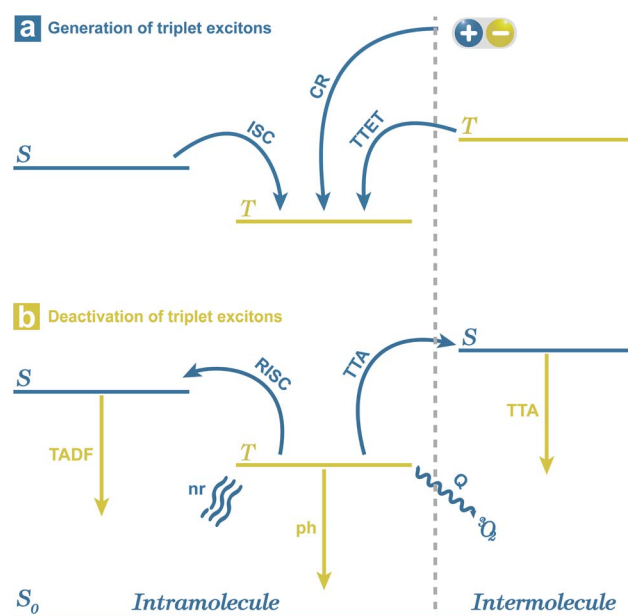 a Generation of triplet excitons
+ −
CR
ISC
TTET
S
T
T
b Deactivation of triplet excitons
S
RISC
TTA
S
TADF
T
TTA
nr
Q
ph
³O₂
S₀
Intramolecule
Intermolecule